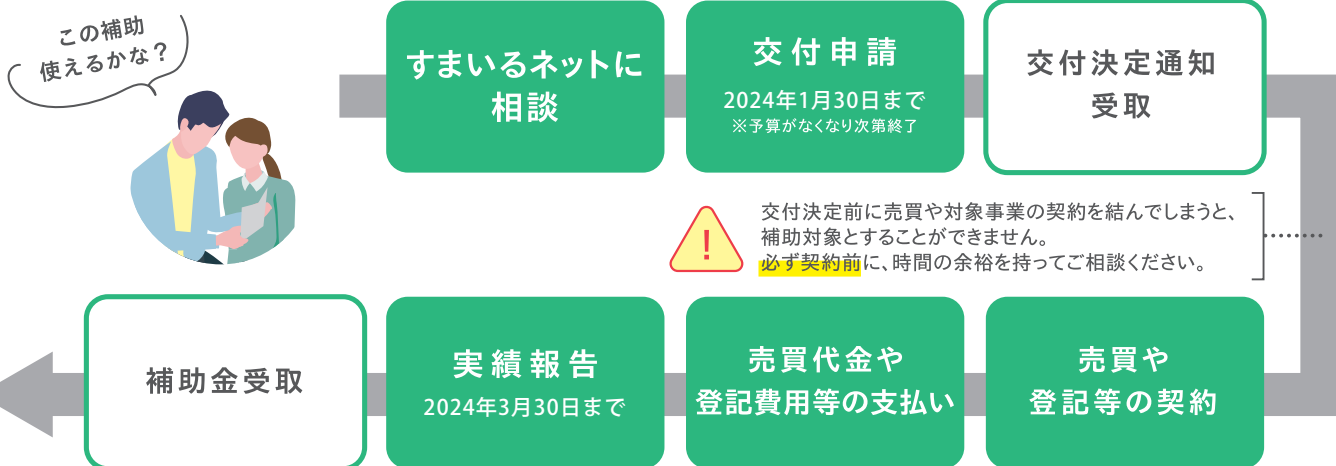 この補助
使えるかな？
すまいるネットに
相談
交付申請
2024年1月30日まで
※予算がなくなり次第終了
交付決定通知
受取
!
交付決定前に売買や対象事業の契約を結んでしまうと、
補助対象とすることができません。
必ず契約前に、時間の余裕を持ってご相談ください。
売買や
登記等の契約
売買代金や
登記費用等の支払い
実績報告
2024年3月30日まで
補助金受取